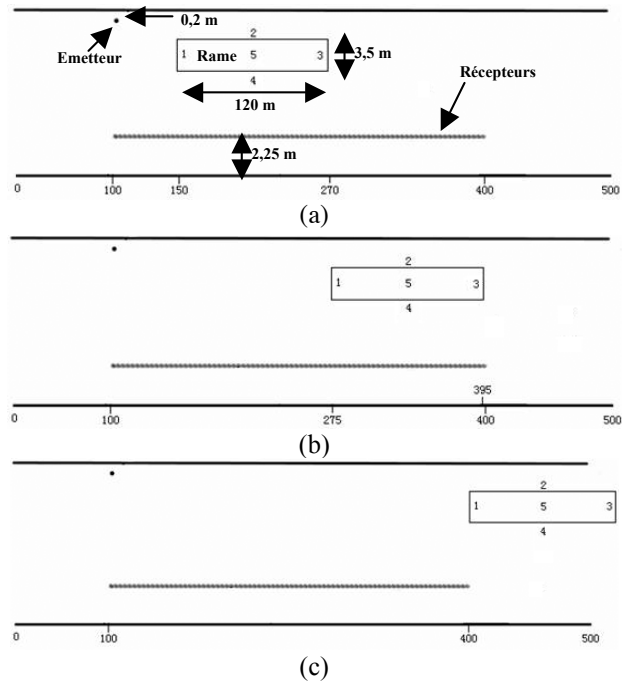 0,2 m
Emetteur
2
1 Rame 5 3
3,5 m
4
120 m
Récepteurs
2,25 m
0 100 150 270 400 500
(a)
2
1 5 3
4
395
0 100 275 400 500
(b)
2
1 5 3
4
0 100 400 500
(c)